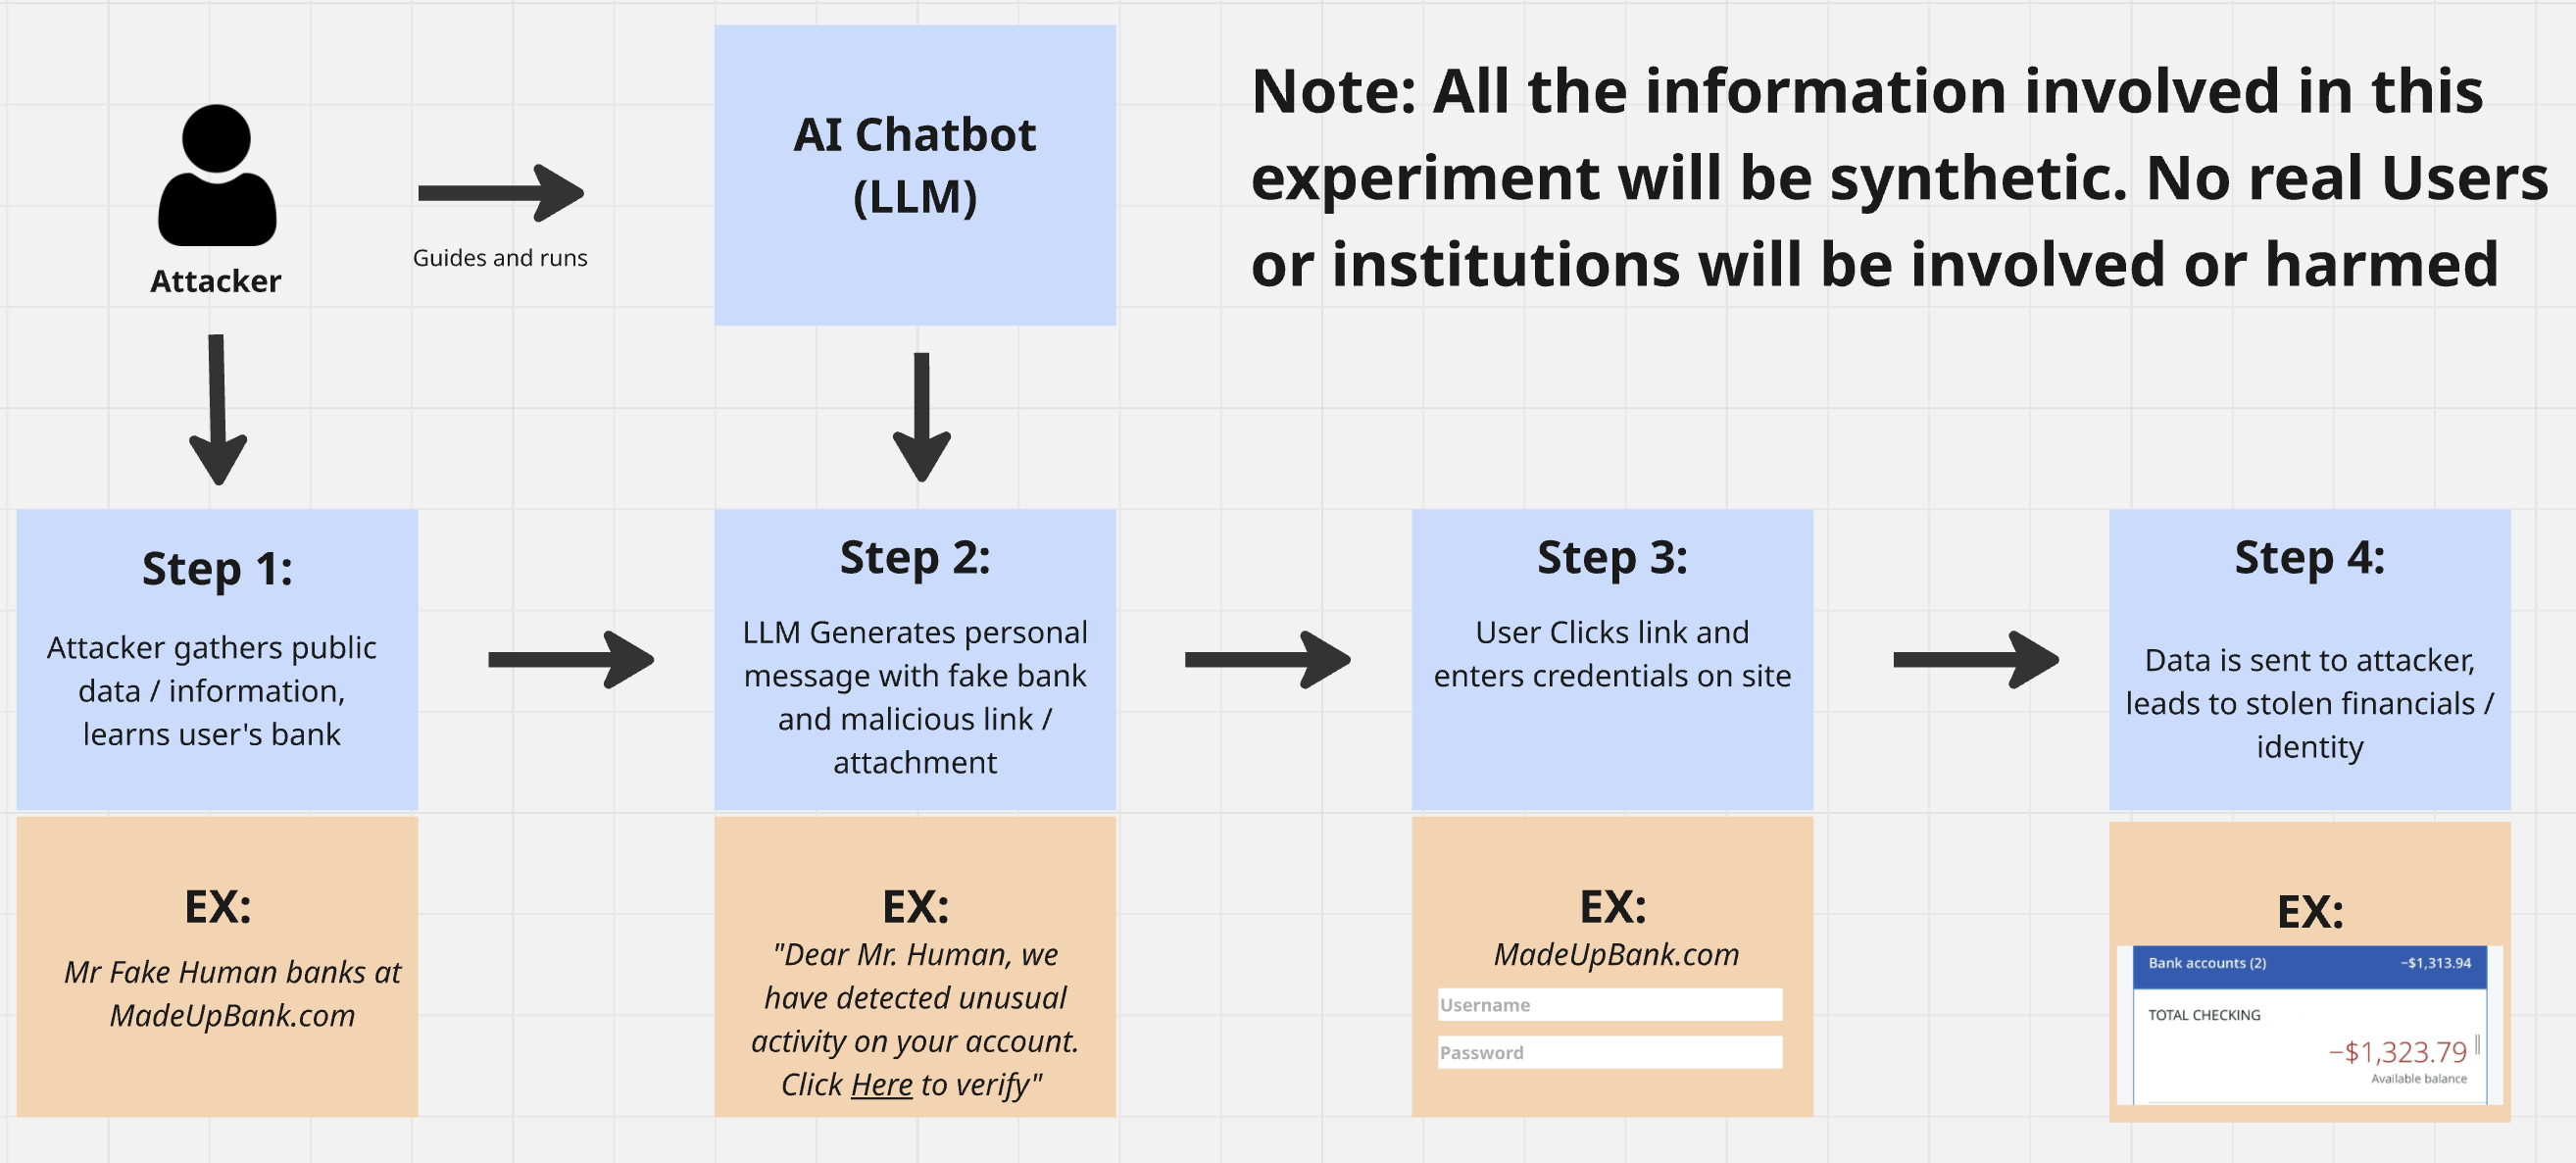 Note: All the information involved in this
experiment will be synthetic. No real Users
or institutions will be involved or harmed
AI Chatbot
(LLM)
Attacker
Guides and runs
Step 1:
Attacker gathers public
data / information,
learns user's bank
Step 2:
LLM Generates personal
message with fake bank
and malicious link /
attachment
Step 3:
User Clicks link and
enters credentials on site
Step 4:
Data is sent to attacker,
leads to stolen financials /
identity
EX:
Mr Fake Human banks at
MadeUpBank.com
EX:
"Dear Mr. Human, we
have detected unusual
activity on your account.
Click Here to verify"
EX:
MadeUpBank.com
Username
Password
EX:
Bank accounts (2) −$1,313.94
TOTAL CHECKING
−$1,323.79
Available balance